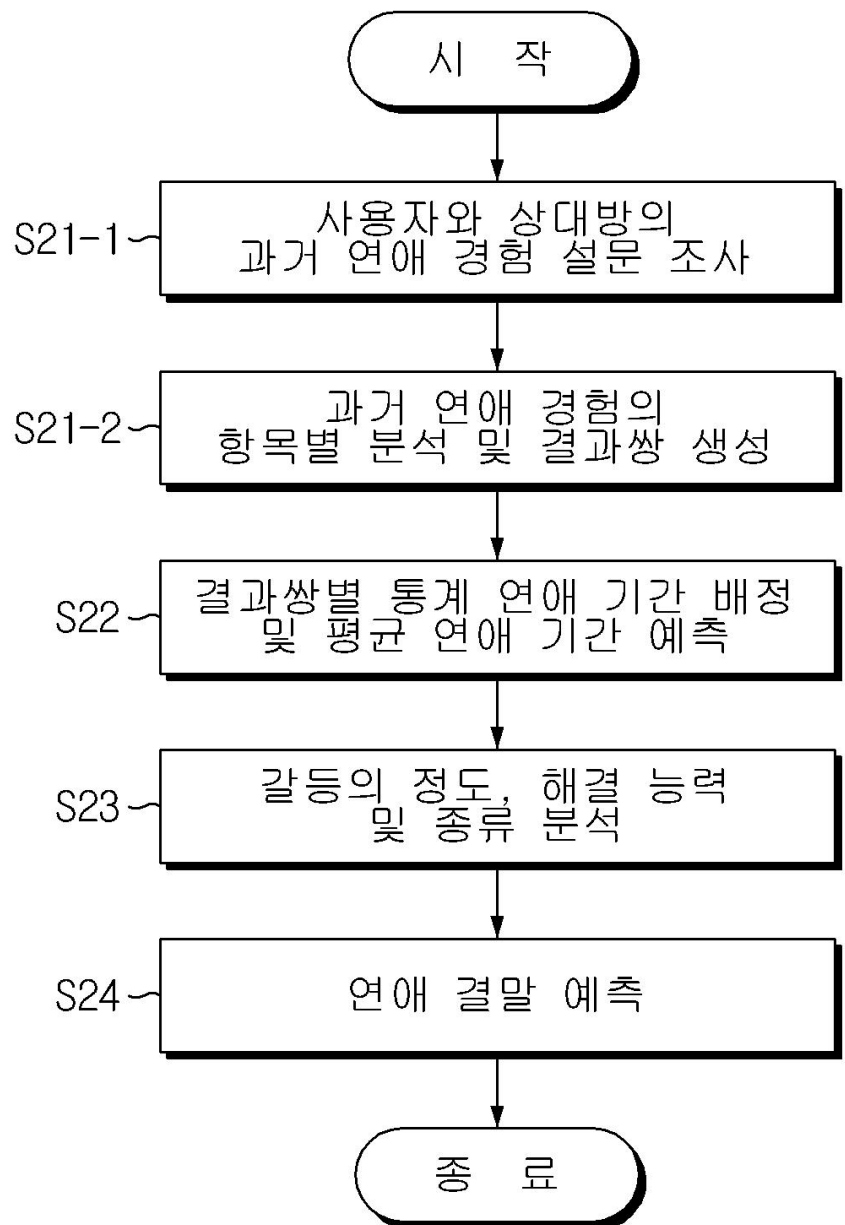 시 작
S21-1
사용자와 상대방의
과거 연애 경험 설문 조사
S21-2
과거 연애 경험의
항목별 분석 및 결과쌍 생성
S22
결과쌍별 통계 연애 기간 배정
및 평균 연애 기간 예측
S23
갈등의 정도, 해결 능력
및 종류 분석
S24
연애 결말 예측
종 료